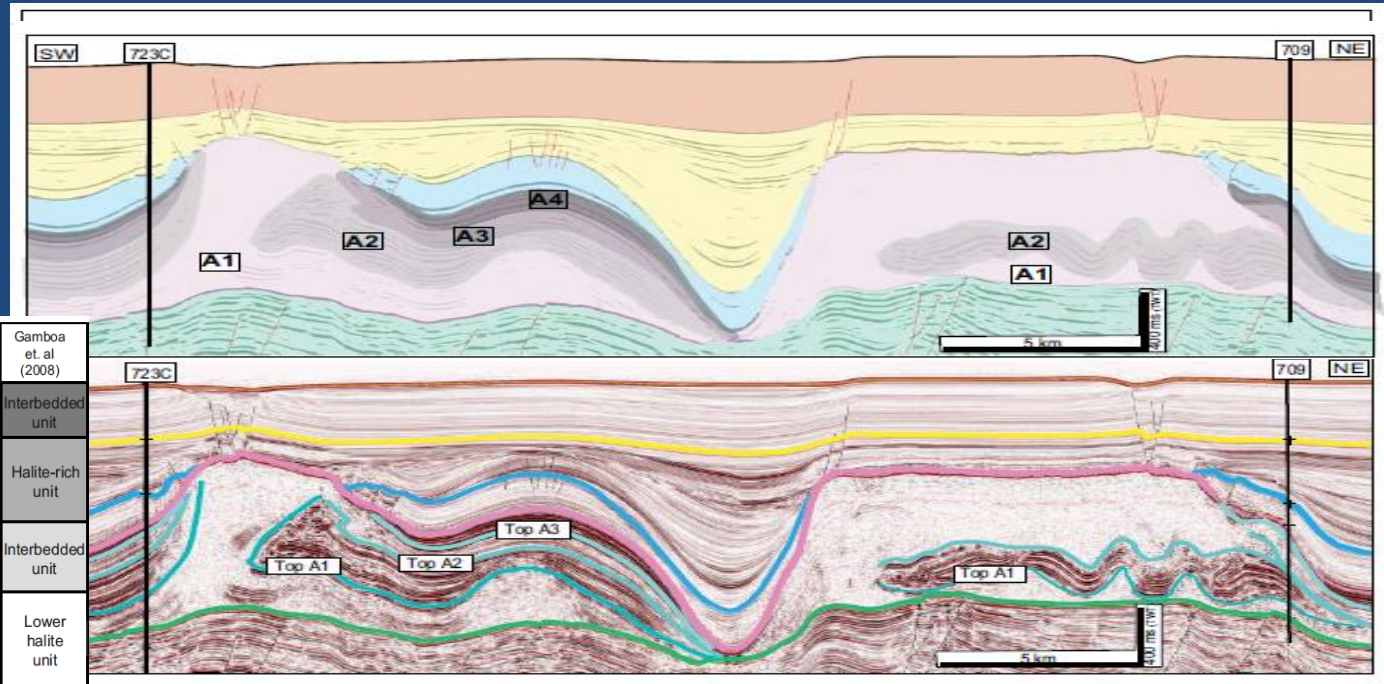 SW
723C
709
NE
A4
A2
A3
A1
A2
A1
5 km
400 ms (TWT)
Gamboa
et. al
(2008)
Interbedded
unit
Halite-rich
unit
Interbedded
unit
Lower
halite
unit
723C
709
NE
Top A3
Top A1
Top A2
Top A1
5 km
400 ms (TWT)